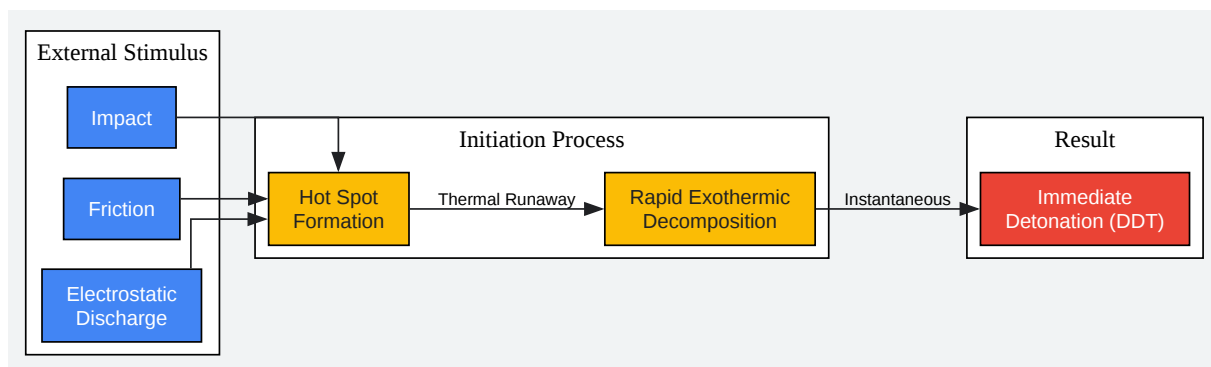 External Stimulus
Impact
Friction
Electrostatic
Discharge
Initiation Process
Hot Spot
Formation
Thermal Runaway
Rapid Exothermic
Decomposition
Instantaneous
Result
Immediate
Detonation (DDT)